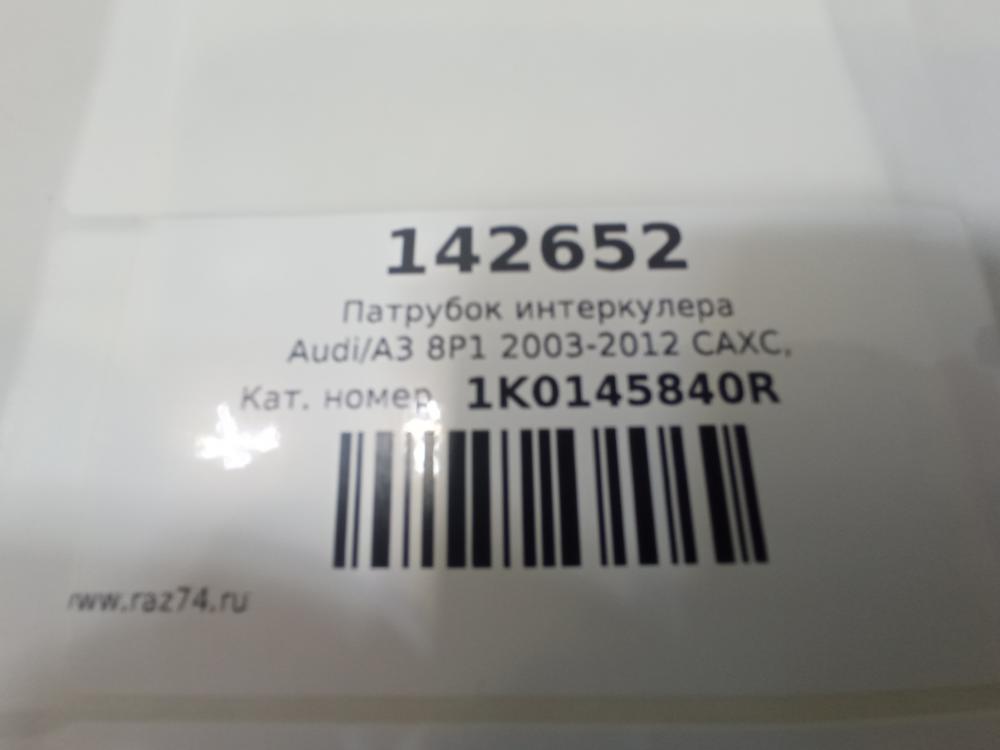 142652
Патрубок интеркулера
Audi/A3 8P1 2003-2012 CAXC,
Кат. номер 1K0145840R
www.raz74.ru